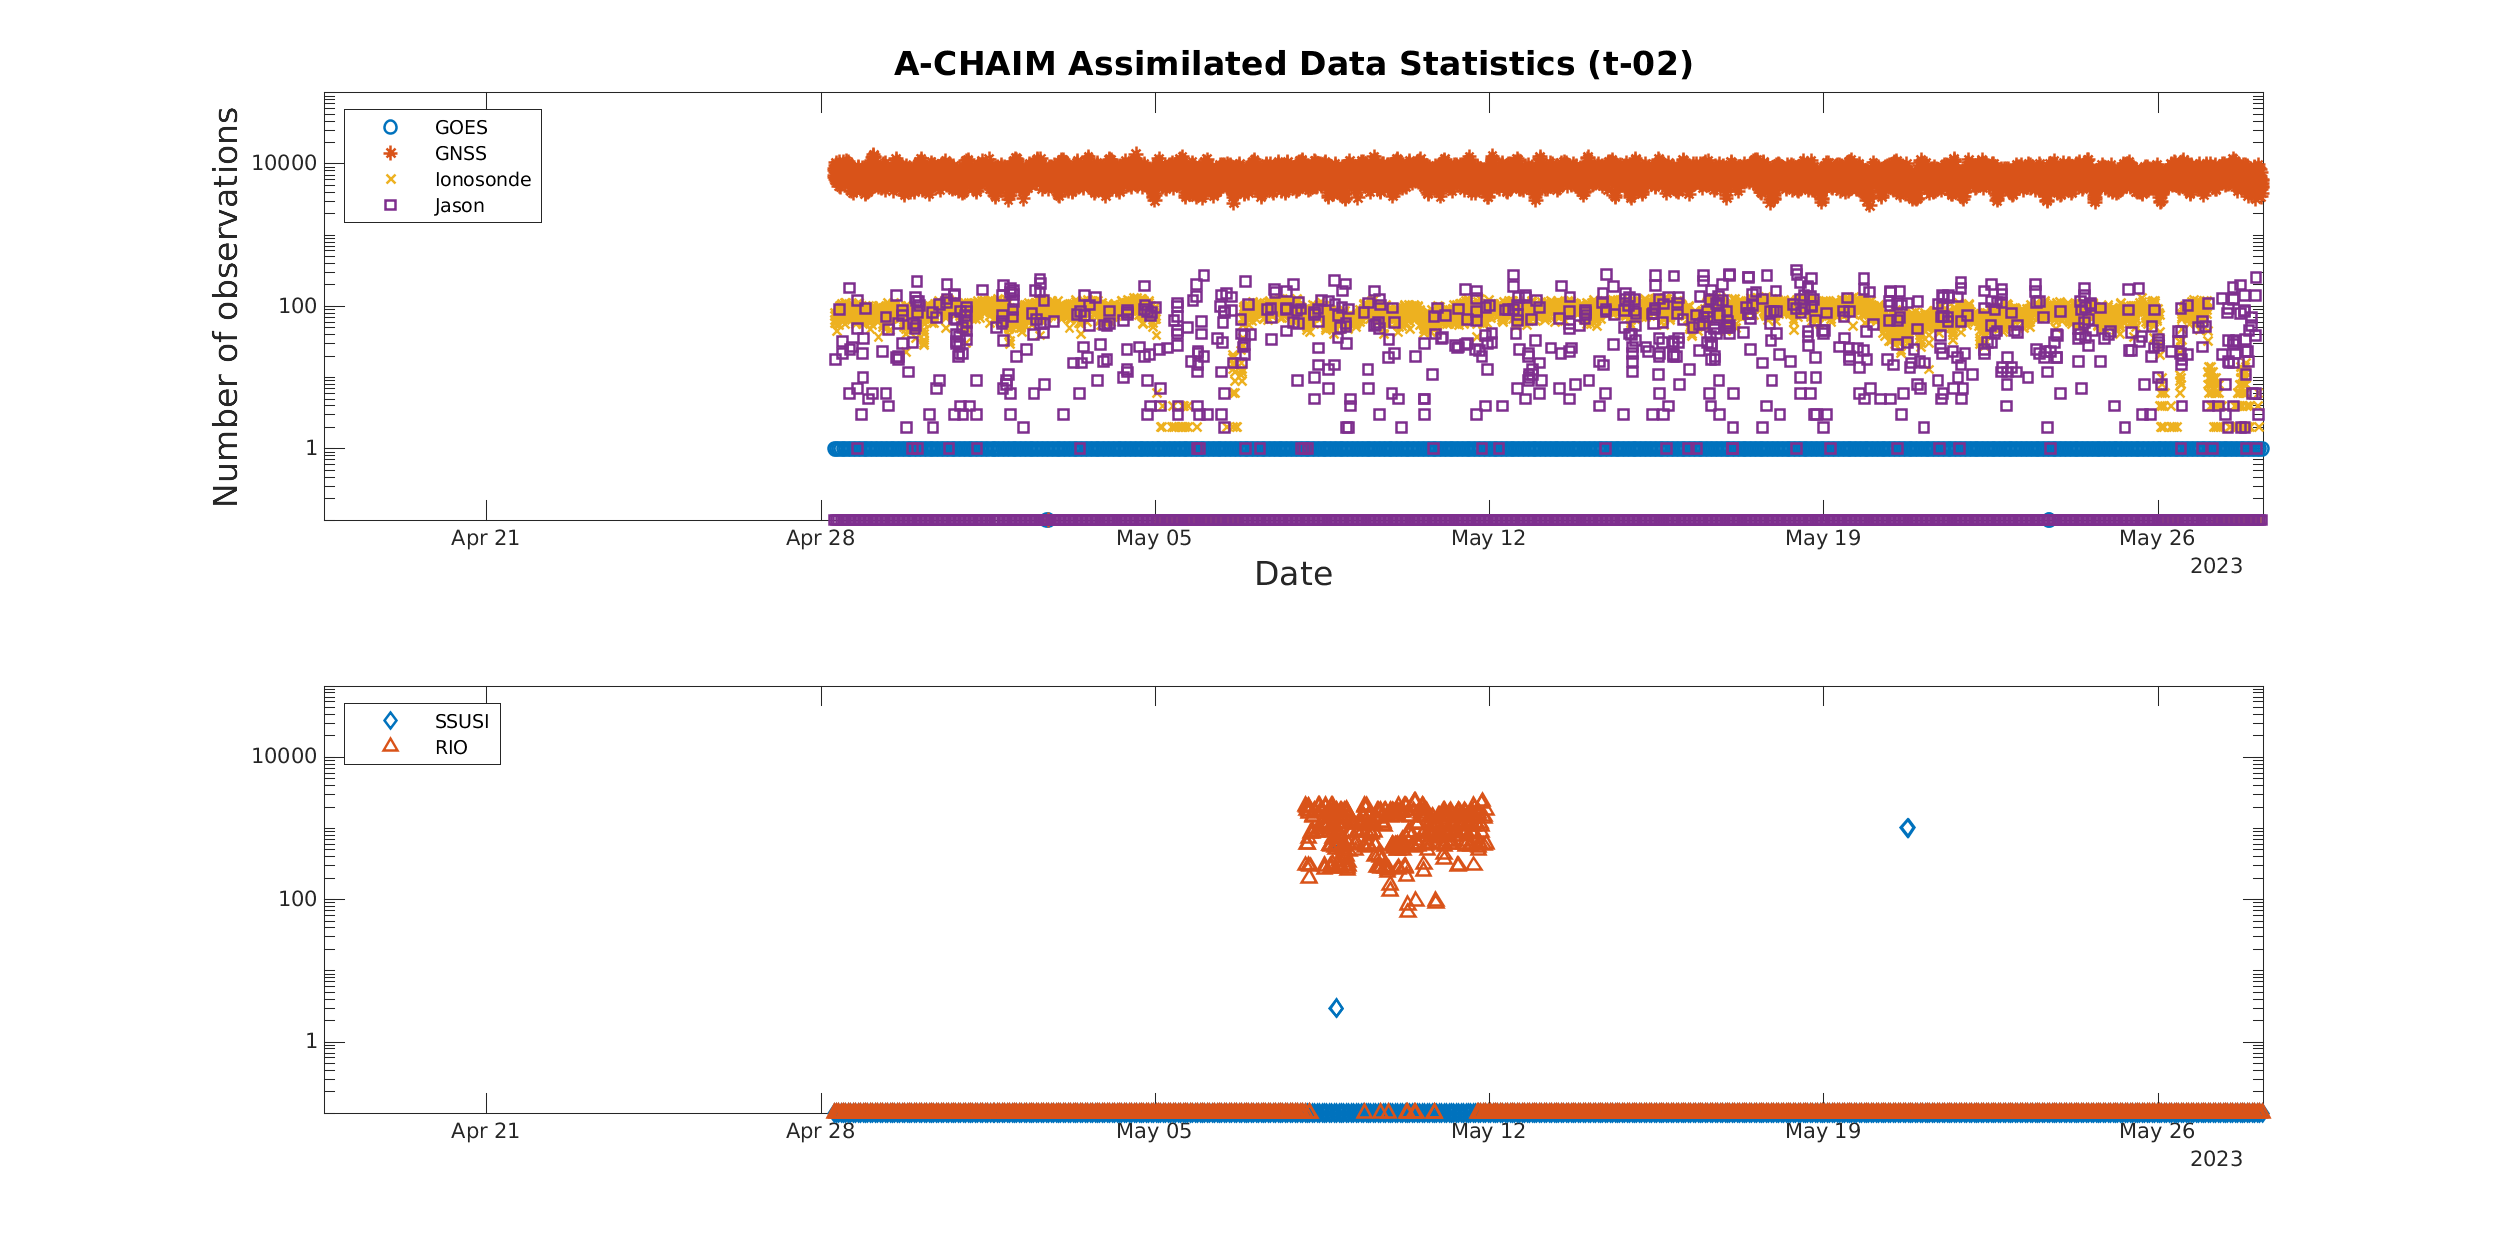 A-CHAIM Assimilated Data Statistics (t-02)
Number of observations
10000
100
1
GOES
GNSS
Ionosonde
Jason
Apr 21
Apr 28
May 05
May 12
May 19
May 26
2023
Date
10000
100
1
SSUSI
RIO
Apr 21
Apr 28
May 05
May 12
May 19
May 26
2023